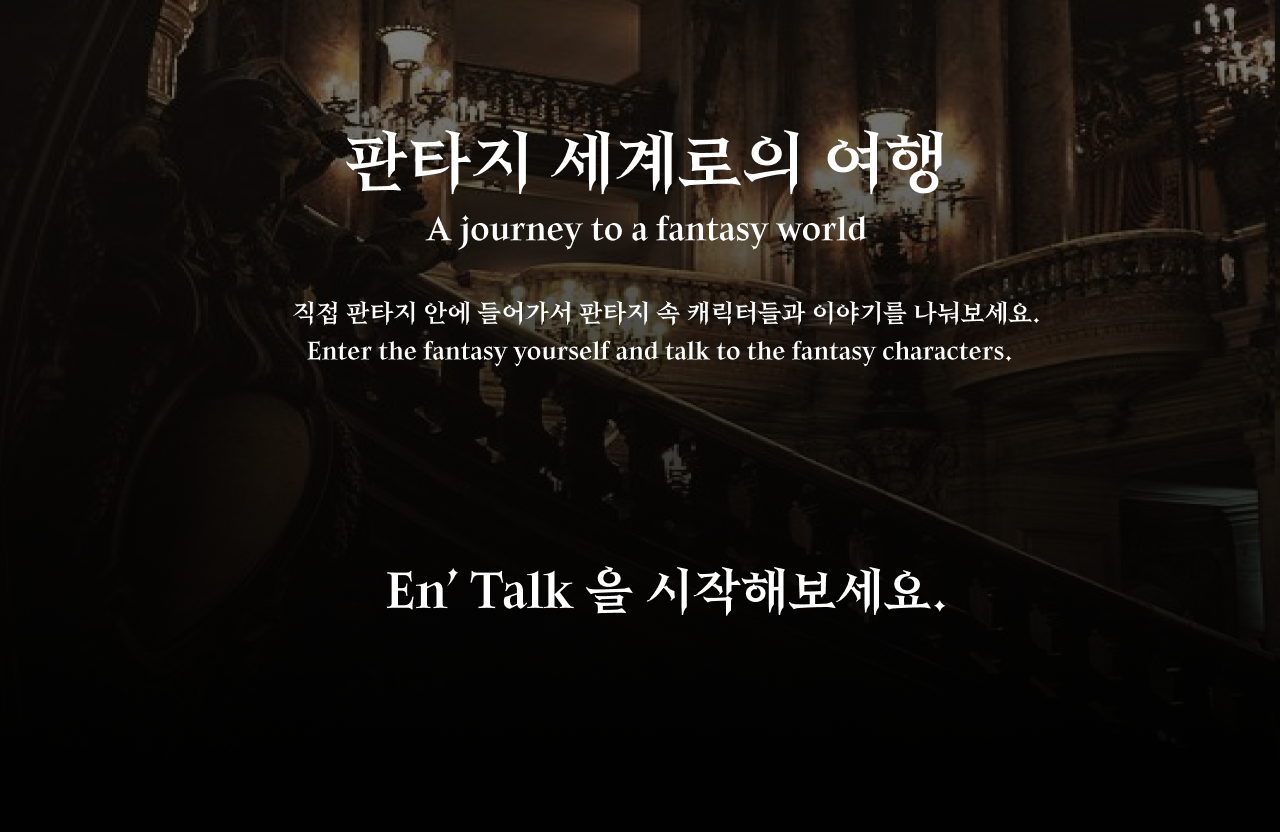 판타지 세계로의 여행
A journey to a fantasy world
직접 판타지 안에 들어가서 판타지 속 캐릭터들과 이야기를 나눠보세요.
Enter the fantasy yourself and talk to the fantasy characters.
En’ Talk 을 시작해보세요.